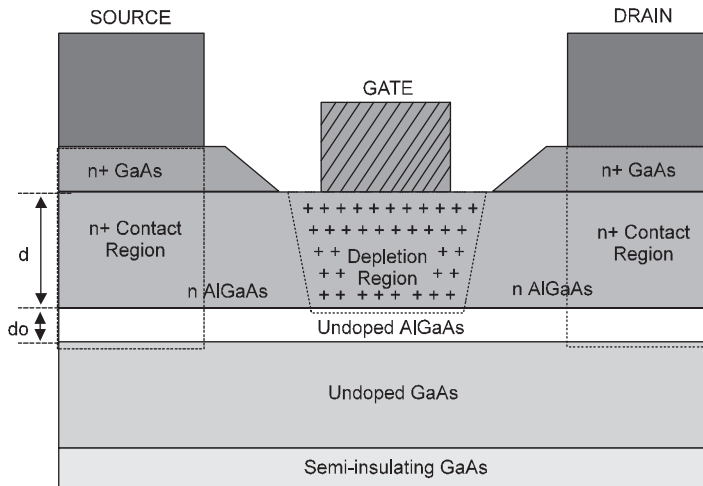 SOURCE
DRAIN
GATE
n+ GaAs
n+ GaAs
d
n+ Contact
Region
+ + + + + + + + + +
+ + + + + + + + +
+ + Depletion + +
+ + Region + +
+ + + + + + + +
n+ Contact
Region
n AlGaAs
n AlGaAs
do
Undoped AlGaAs
Undoped GaAs
Semi-insulating GaAs